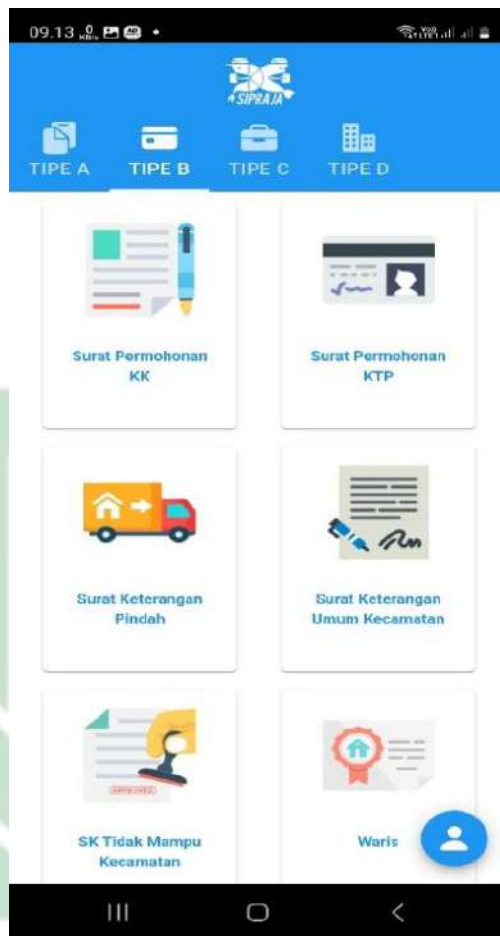 09.13
SIPRAJA
TIPE A
TIPE B
TIPE C
TIPE D
Surat Permohonan
KK
Surat Permohonan
KTP
Surat Keterangan
Pindah
Surat Keterangan
Umum Kecamatan
APPROVED
SK Tidak Mampu
Kecamatan
Waris